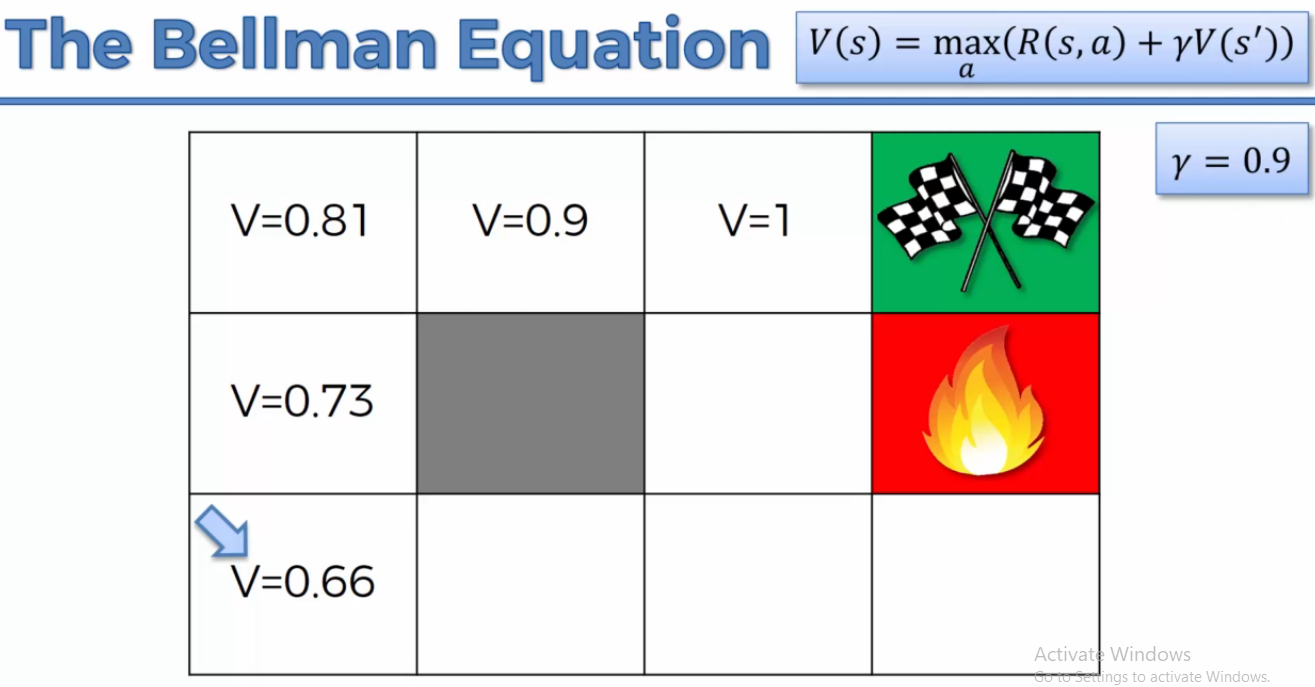 The Bellman Equation
V(s) = max(R(s, a) + γV(s′))
a
γ = 0.9
V=0.81 V=0.9 V=1
V=0.73
V=0.66
Activate Windows
Go to Settings to activate Windows.